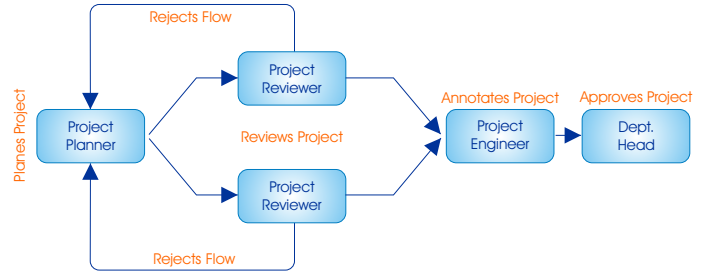 Rejects Flow
Project
Reviewer
Planes Project
Project
Planner
Reviews Project
Annotates Project
Project
Engineer
Approves Project
Dept.
Head
Project
Reviewer
Rejects Flow